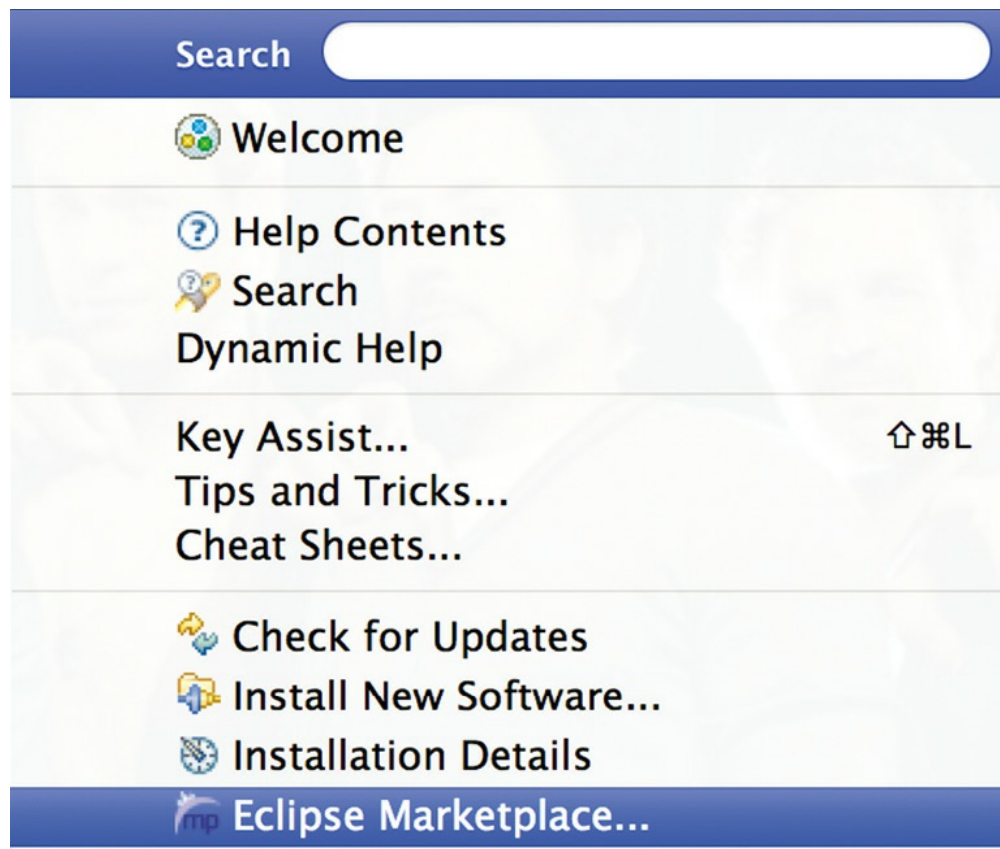 Search
Welcome
Help Contents
Search
Dynamic Help
Key Assist... ⇧⌘L
Tips and Tricks...
Cheat Sheets...
Check for Updates
Install New Software...
Installation Details
mp Eclipse Marketplace...